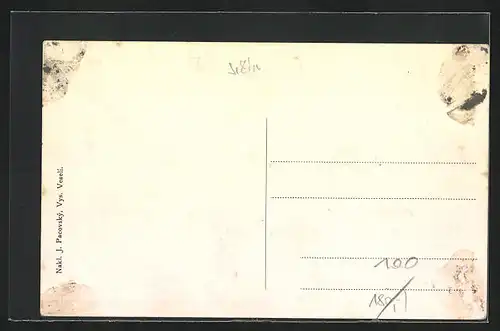 Nakl. J. Pacovský, Vys. Veselí.
100
180,-